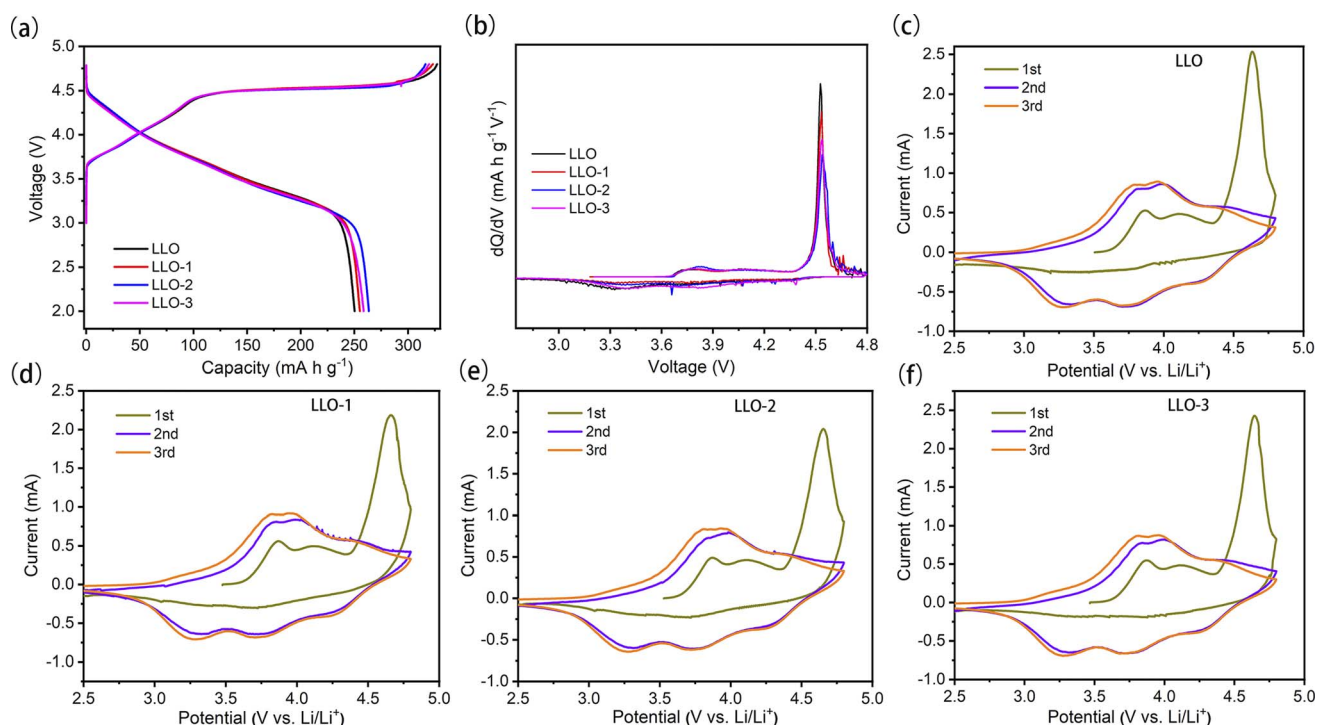 (a)
5.0
4.5
4.0
3.5
3.0
2.5
2.0
Voltage (V)
LLO
LLO-1
LLO-2
LLO-3
0 50 100 150 200 250 300
Capacity (mA h g⁻¹)
(b)
dQ/dV (mA h g⁻¹ V⁻¹)
LLO
LLO-1
LLO-2
LLO-3
3.0 3.3 3.6 3.9 4.2 4.5 4.8
Voltage (V)
(c)
LLO
1st
2nd
3rd
2.5
2.0
1.5
1.0
0.5
0.0
-0.5
-1.0
Current (mA)
2.5 3.0 3.5 4.0 4.5 5.0
Potential (V vs. Li/Li⁺)
(d)
LLO-1
1st
2nd
3rd
2.5
2.0
1.5
1.0
0.5
0.0
-0.5
-1.0
Current (mA)
2.5 3.0 3.5 4.0 4.5 5.0
Potential (V vs. Li/Li⁺)
(e)
LLO-2
1st
2nd
3rd
2.5
2.0
1.5
1.0
0.5
0.0
-0.5
-1.0
Current (mA)
2.5 3.0 3.5 4.0 4.5 5.0
Potential (V vs. Li/Li⁺)
(f)
LLO-3
1st
2nd
3rd
2.5
2.0
1.5
1.0
0.5
0.0
-0.5
-1.0
Current (mA)
2.5 3.0 3.5 4.0 4.5 5.0
Potential (V vs. Li/Li⁺)